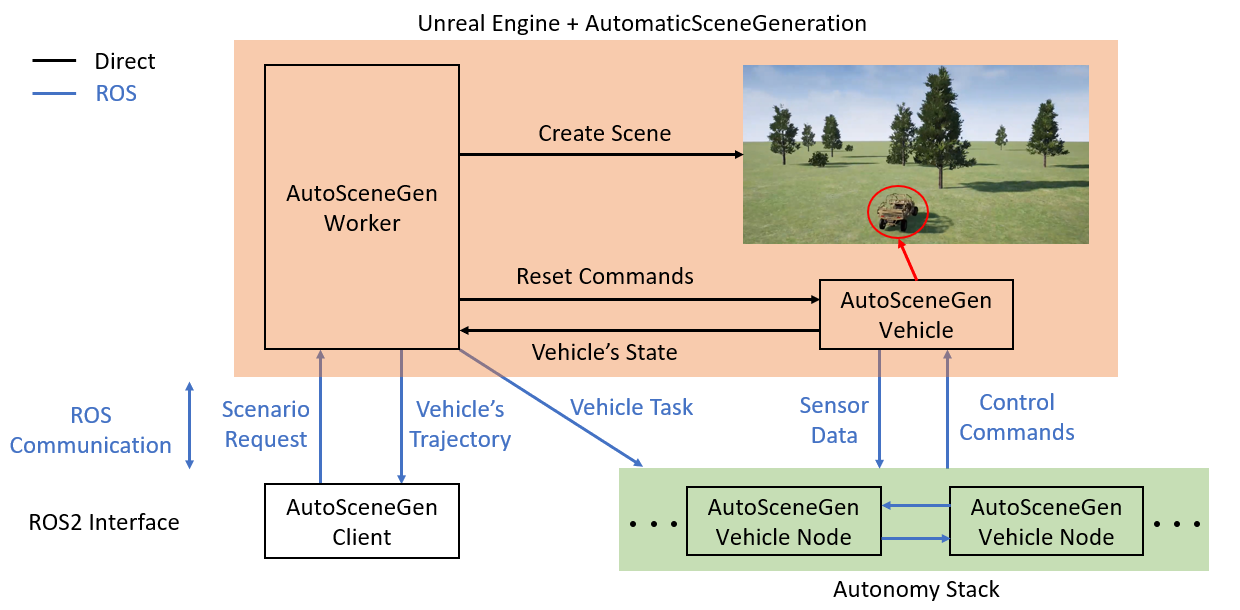 Unreal Engine + AutomaticSceneGeneration
Direct
ROS
AutoSceneGen
Worker
Create Scene
Reset Commands
Vehicle's State
AutoSceneGen
Vehicle
ROS
Communication
Scenario
Request
Vehicle's
Trajectory
Vehicle Task
Sensor
Data
Control
Commands
ROS2 Interface
AutoSceneGen
Client
• • •
AutoSceneGen
Vehicle Node
AutoSceneGen
Vehicle Node
• • •
Autonomy Stack